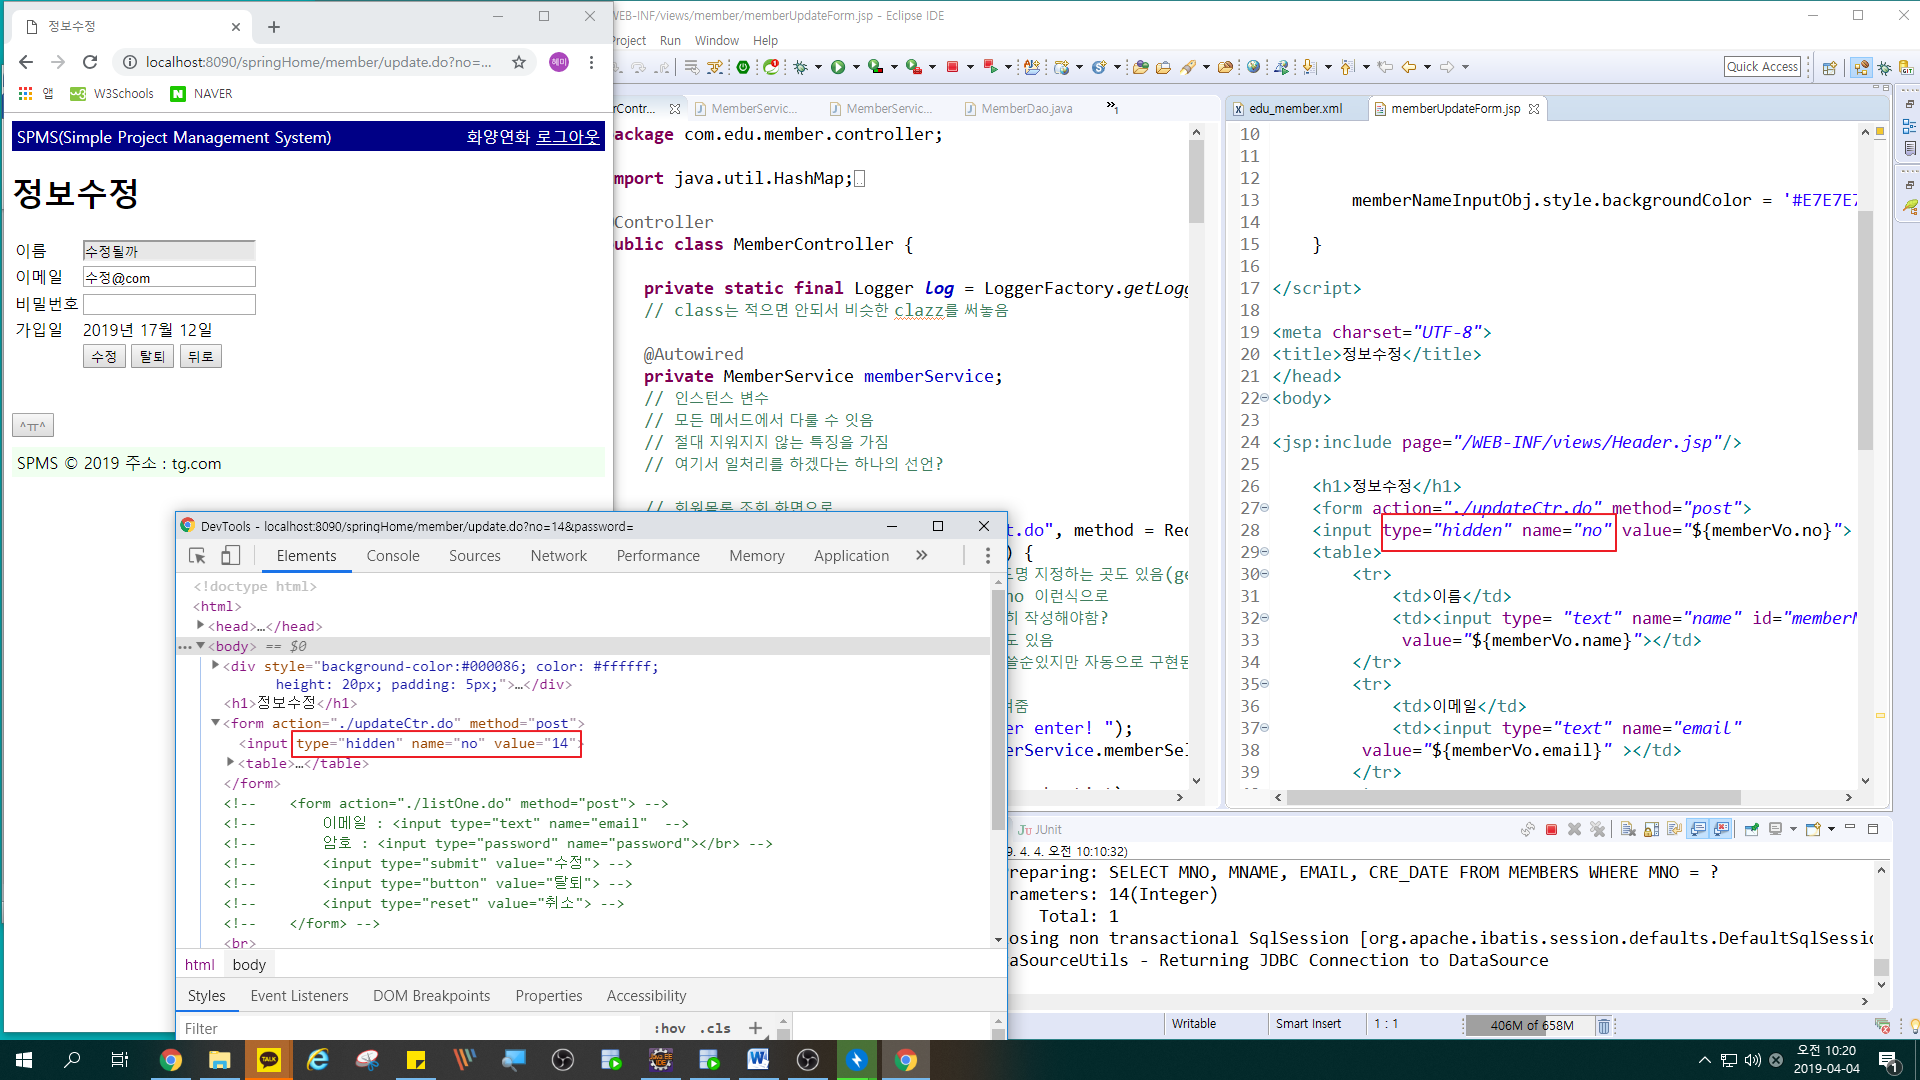 정보수정
WEB-INF/views/member/memberUpdateForm.jsp - Eclipse IDE
Project Run Window Help
localhost:8090/springHome/member/update.do?no=...
혜미
Quick Access
앱 W3Schools NAVER
SPMS(Simple Project Management System) 화양연화 로그아웃
정보수정
이름 수정될까
이메일 수정@com
비밀번호
가입일 2019년 17월 12일
수정 탈퇴 뒤로
^ㅠ^
SPMS © 2019 주소 : tg.com
rContr... MemberServic... MemberServic... MemberDao.java »1
ackage com.edu.member.controller;
mport java.util.HashMap;
Controller
ublic class MemberController {
private static final Logger log = LoggerFactory.getLogg
// class는 적으면 안되서 비슷한 clazz를 써놓음
@Autowired
private MemberService memberService;
// 인스턴스 변수
// 모든 메서드에서 다룰 수 잇음
// 절대 지워지지 않는 특징을 가짐
// 여기서 일처리를 하겠다는 하나의 선언?
// 회원목록 조회 화면으로
t.do", method = Req
) {
드명 지정하는 곳도 있음(ge
no 이런식으로
히 작성해야함?
도 있음
쓸순있지만 자동으로 구현된
겨줌
er enter! ");
erService.memberSel
edu_member.xml memberUpdateForm.jsp
10
11
12
13 memberNameInputObj.style.backgroundColor = '#E7E7E7
14
15 }
16
17 </script>
18
19 <meta charset="UTF-8">
20 <title>정보수정</title>
21 </head>
22 <body>
23
24 <jsp:include page="/WEB-INF/views/Header.jsp"/>
25
26 <h1>정보수정</h1>
27 <form action="./updateCtr.do" method="post">
28 <input type="hidden" name="no" value="${memberVo.no}">
29 <table>
30 <tr>
31 <td>이름</td>
32 <td><input type= "text" name="name" id="memberN
33 value="${memberVo.name}"></td>
34 </tr>
35 <tr>
36 <td>이메일</td>
37 <td><input type="text" name="email"
38 value="${memberVo.email}" ></td>
39 </tr>
DevTools - localhost:8090/springHome/member/update.do?no=14&password=
Elements Console Sources Network Performance Memory Application »
<!doctype html>
<html>
<head>…</head>
<body> == $0
<div style="background-color:#000086; color: #ffffff;
height: 20px; padding: 5px;">…</div>
<h1>정보수정</h1>
<form action="./updateCtr.do" method="post">
<input type="hidden" name="no" value="14">
<table>…</table>
</form>
<!-- <form action="./listOne.do" method="post"> -->
<!-- 이메일 : <input type="text" name="email" -->
<!-- 암호 : <input type="password" name="password"></br> -->
<!-- <input type="submit" value="수정"> -->
<!-- <input type="button" value="탈퇴"> -->
<!-- <input type="reset" value="취소"> -->
<!-- </form> -->
<br>
html body
Styles Event Listeners DOM Breakpoints Properties Accessibility
Filter :hov .cls +
JUnit
9. 4. 4. 오전 10:10:32)
reparing: SELECT MNO, MNAME, EMAIL, CRE_DATE FROM MEMBERS WHERE MNO = ?
rameters: 14(Integer)
Total: 1
osing non transactional SqlSession [org.apache.ibatis.session.defaults.DefaultSqlSessio
aSourceUtils - Returning JDBC Connection to DataSource
Writable Smart Insert 1 : 1 406M of 658M
TALK
오전 10:20
2019-04-04
1